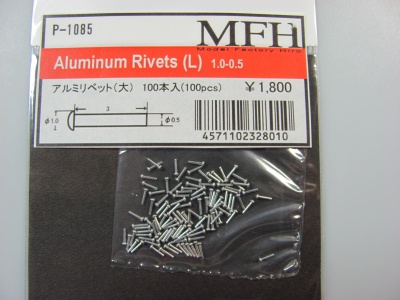 P-1085
MFH
Model Factory Hiro
Aluminum Rivets (L) 1.0-0.5
アルミリベット(大) 100本入(100pcs) ¥1,800
3
φ1.0
φ0.5
4571102328010